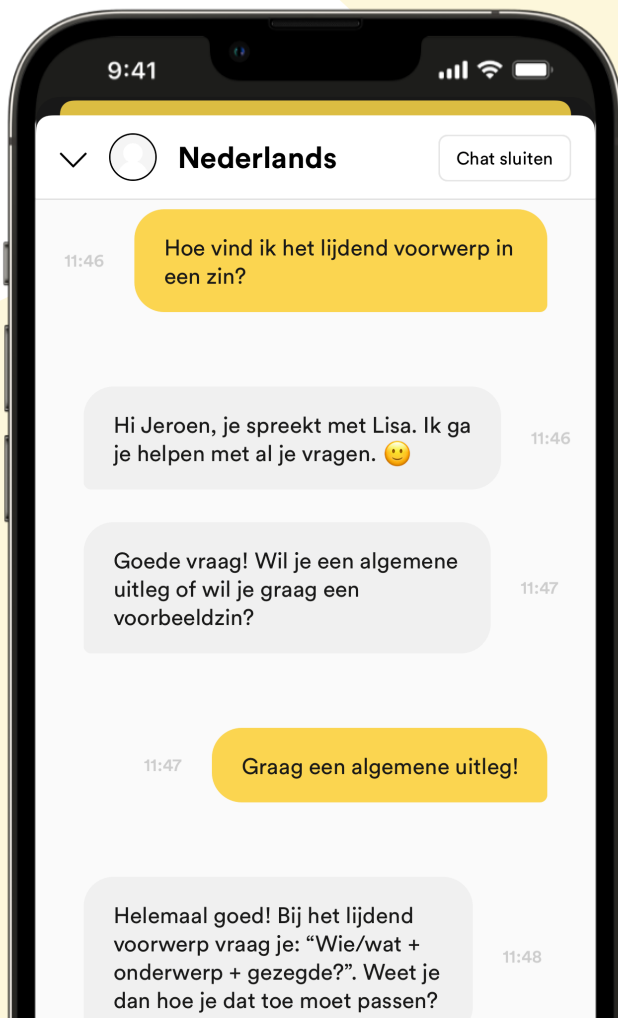 9:41
Nederlands
Chat sluiten
11:46
Hoe vind ik het lijdend voorwerp in
een zin?
Hi Jeroen, je spreekt met Lisa. Ik ga
je helpen met al je vragen. 🙂
11:46
Goede vraag! Wil je een algemene
uitleg of wil je graag een
voorbeeldzin?
11:47
11:47
Graag een algemene uitleg!
Helemaal goed! Bij het lijdend
voorwerp vraag je: “Wie/wat +
onderwerp + gezegde?”. Weet je
dan hoe je dat toe moet passen?
11:48